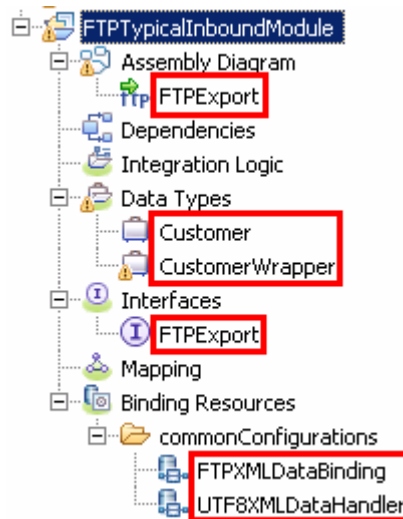 FTPTypicalInboundModule
Assembly Diagram
ftp FTPExport
Dependencies
Integration Logic
Data Types
Customer
CustomerWrapper
Interfaces
I FTPExport
Mapping
Binding Resources
commonConfigurations
FTPXMLDataBinding
UTF8XMLDataHandler